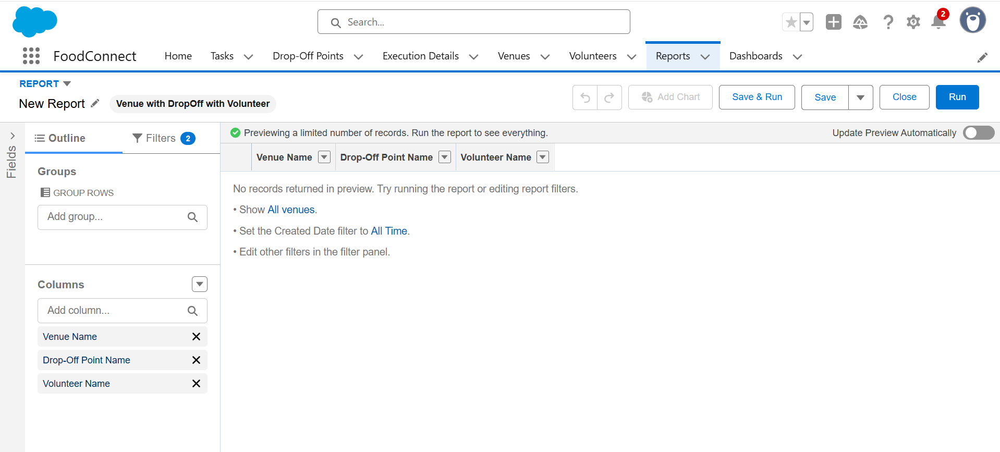 Search...
2
FoodConnect
Home
Tasks
Drop-Off Points
Execution Details
Venues
Volunteers
Reports
Dashboards
REPORT
New Report
Venue with DropOff with Volunteer
Add Chart
Save & Run
Save
Close
Run
Fields
Outline
Filters 2
Previewing a limited number of records. Run the report to see everything.
Update Preview Automatically
Groups
GROUP ROWS
Add group...
Columns
Add column...
Venue Name
Drop-Off Point Name
Volunteer Name
Venue Name
Drop-Off Point Name
Volunteer Name
No records returned in preview. Try running the report or editing report filters.
• Show All venues.
• Set the Created Date filter to All Time.
• Edit other filters in the filter panel.